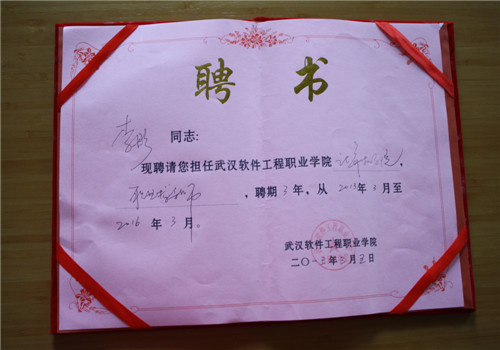 聘书
李彬 同志:
现聘请您担任武汉软件工程职业学院
,聘期3年,从2013年3月至
2016年3月。
武汉软件工程职业学院
二〇一三年三月五日